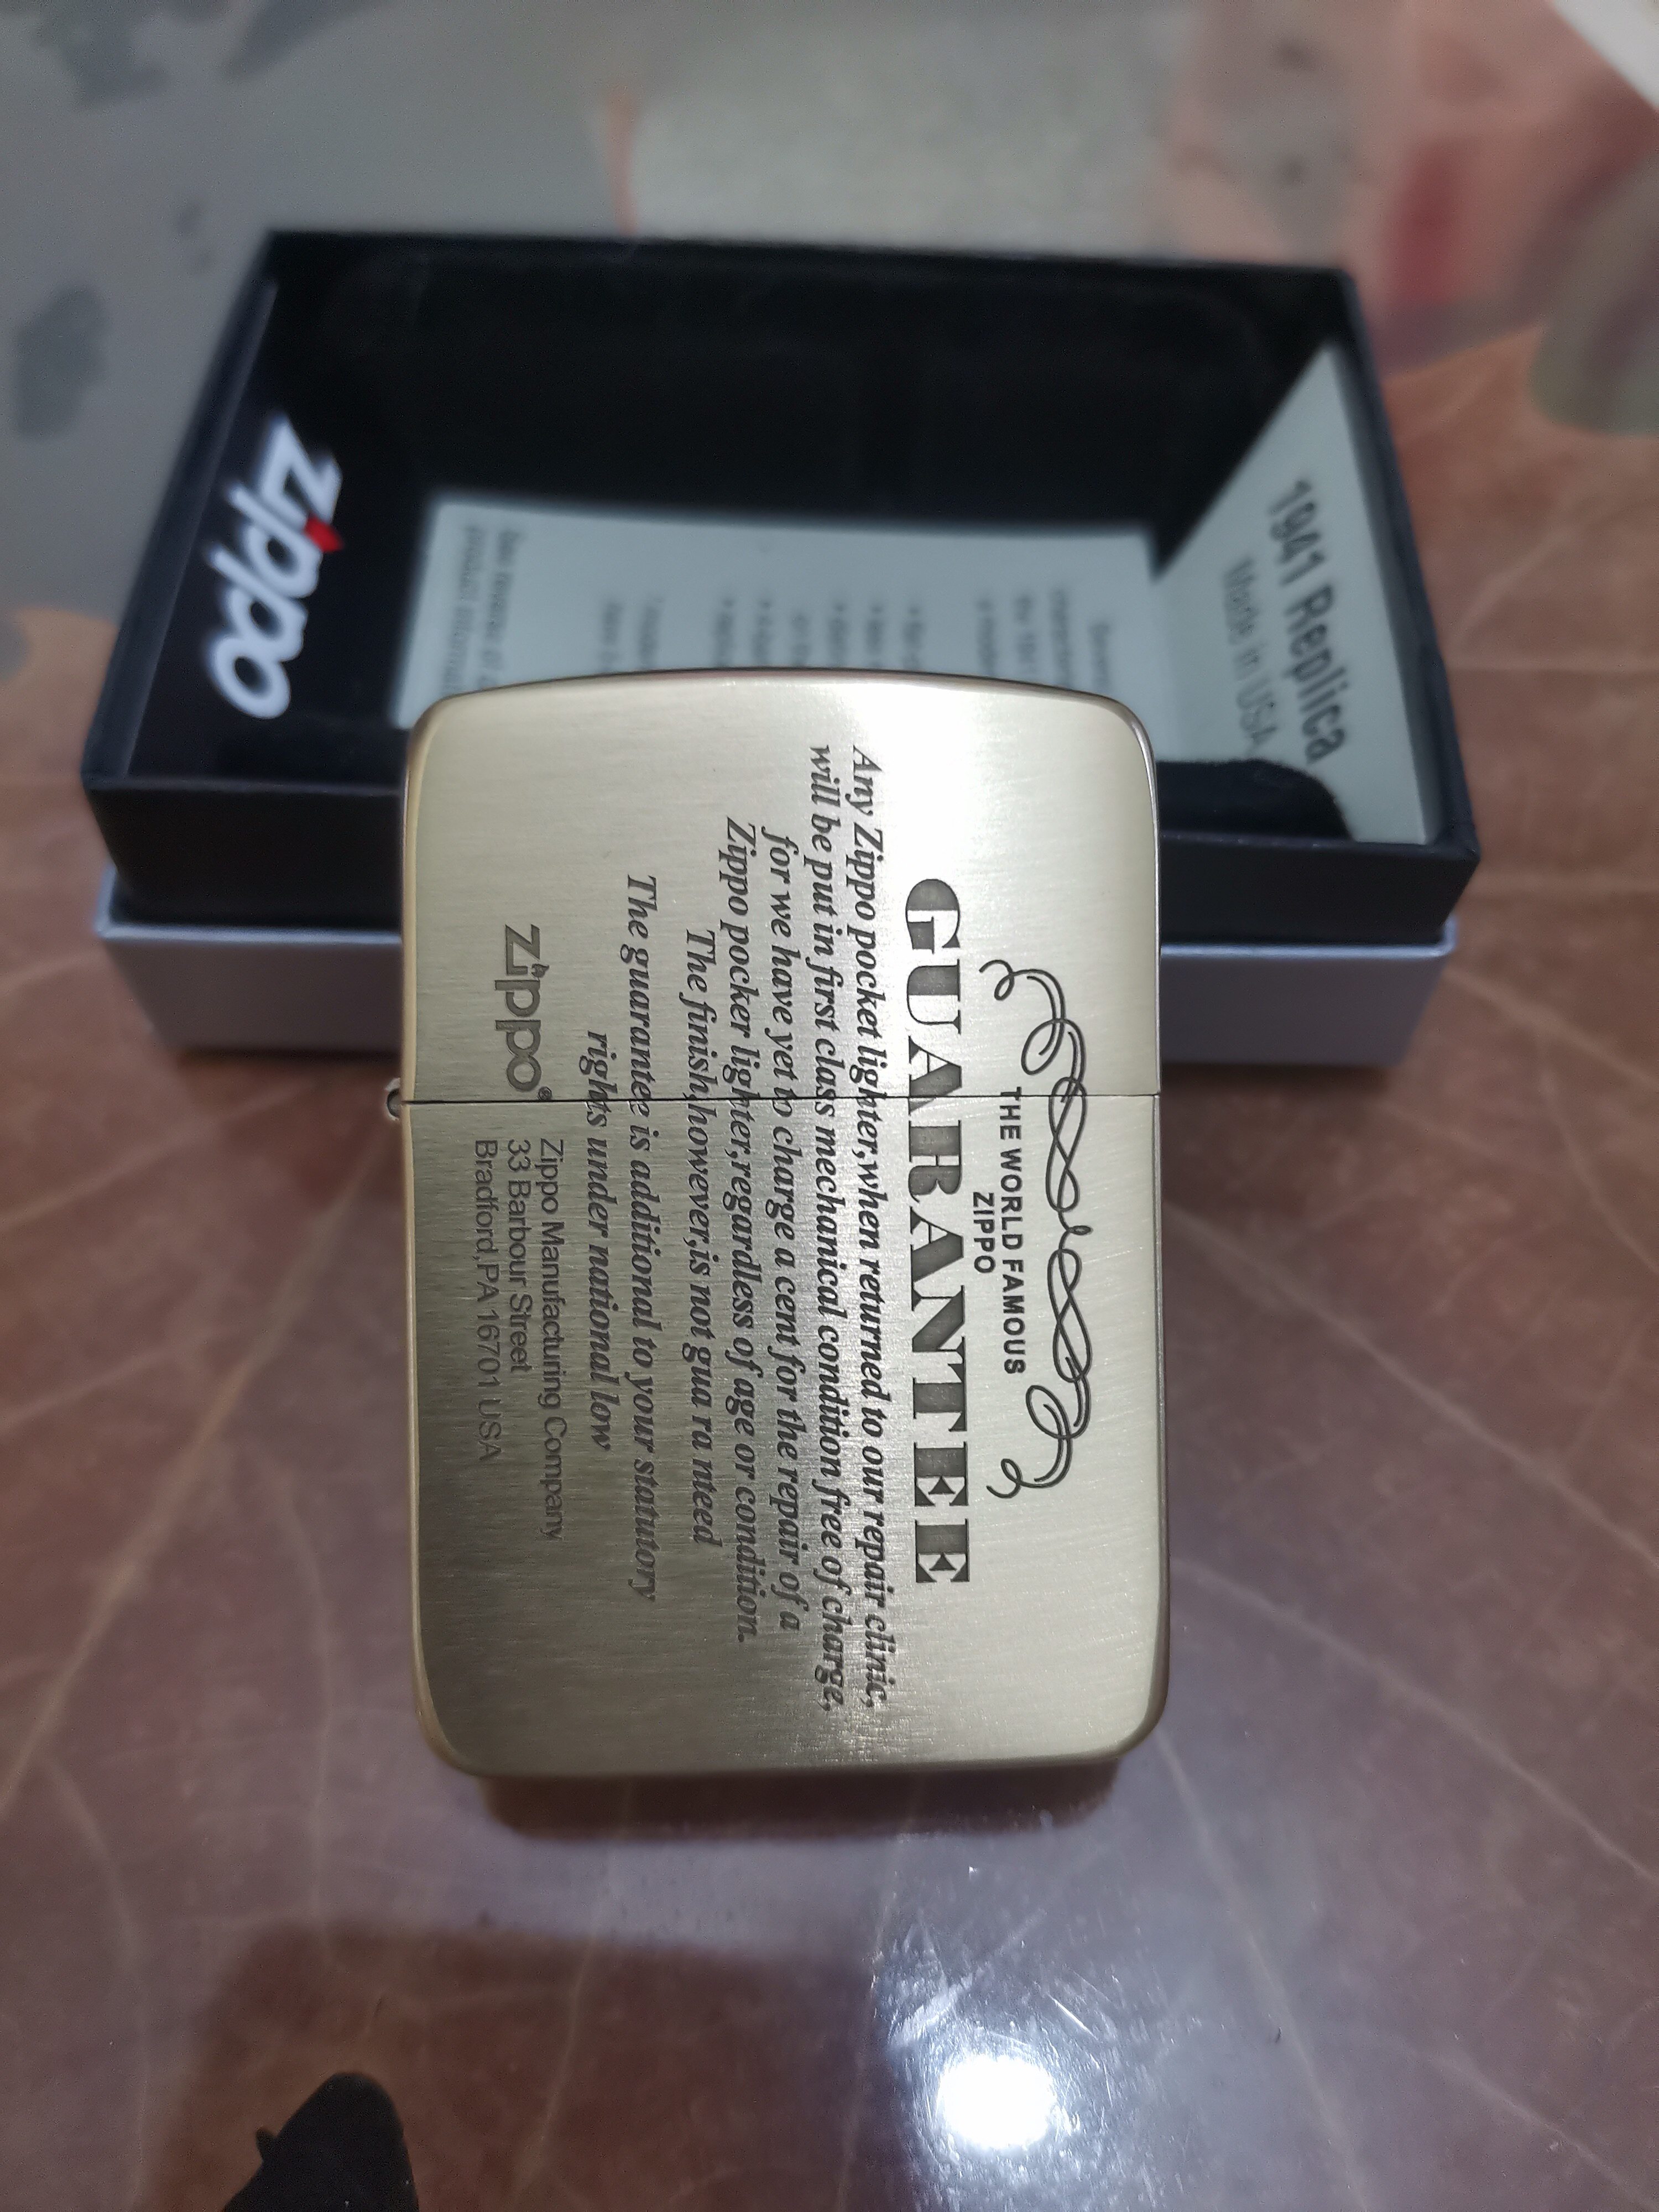 THE WORLD FAMOUS
ZIPPO
GUARANTEE
Any Zippo pocket lighter,when returned to our repair clinic,
will be put in first class mechanical condition free of charge,
for we have yet to charge a cent for the repair of a
Zippo pocker lighter,regardless of age or condition.
The finish,however,is not gua ra nteed
The guarantee is additional to your statutory
rights under national low
Zippo®
Zippo Manufacturing Company
33 Barbour Street
Bradford,PA 16701 USA
1941 Replica
Made in USA
Zippo